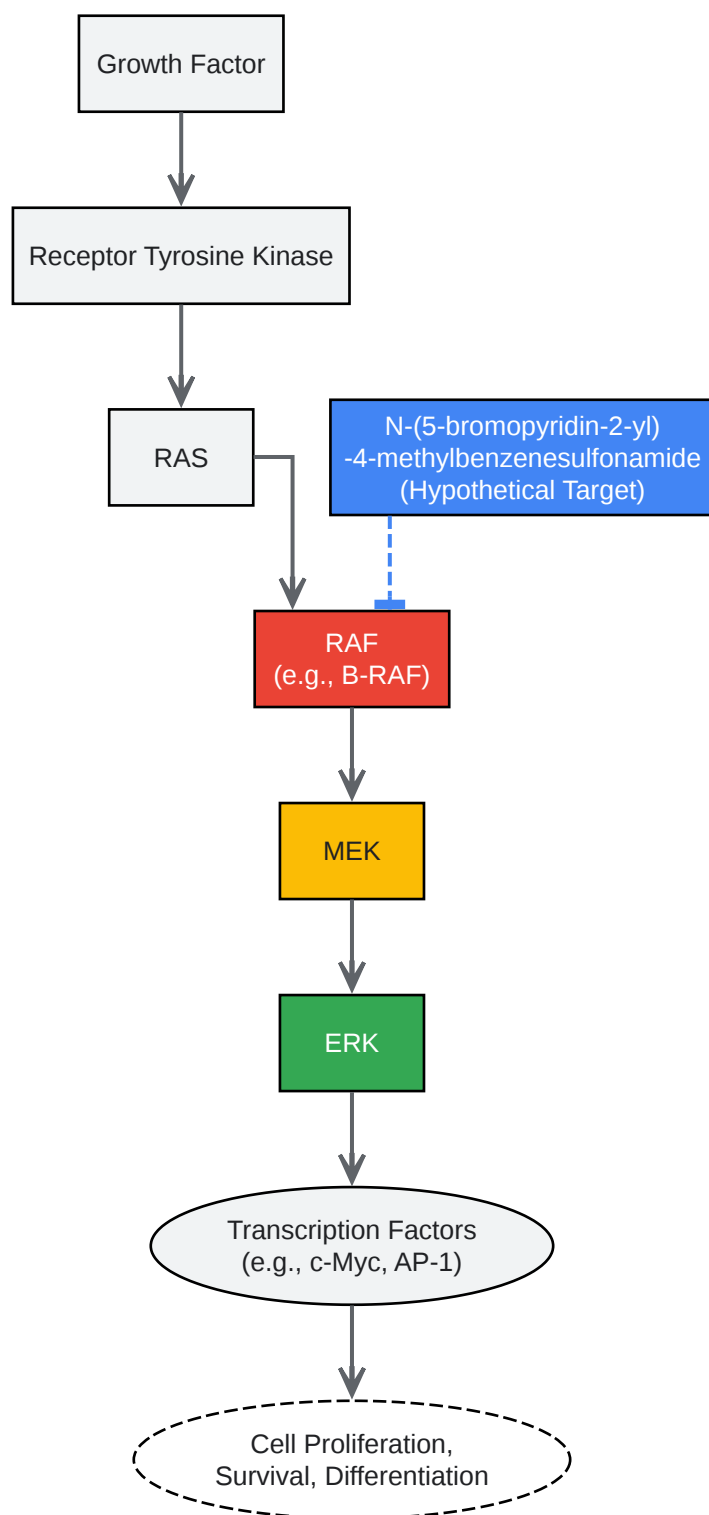 Growth Factor
Receptor Tyrosine Kinase
RAS
N-(5-bromopyridin-2-yl)
-4-methylbenzenesulfonamide
(Hypothetical Target)
RAF
(e.g., B-RAF)
MEK
ERK
Transcription Factors
(e.g., c-Myc, AP-1)
Cell Proliferation,
Survival, Differentiation